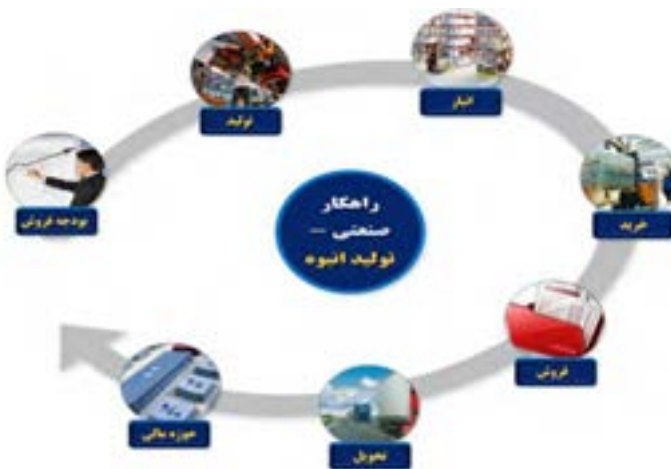 بودجه فروش
تولید
انبار
خرید
فروش
تحویل
حوزه مالی
راهکار
صنعتی –
تولید انبوه